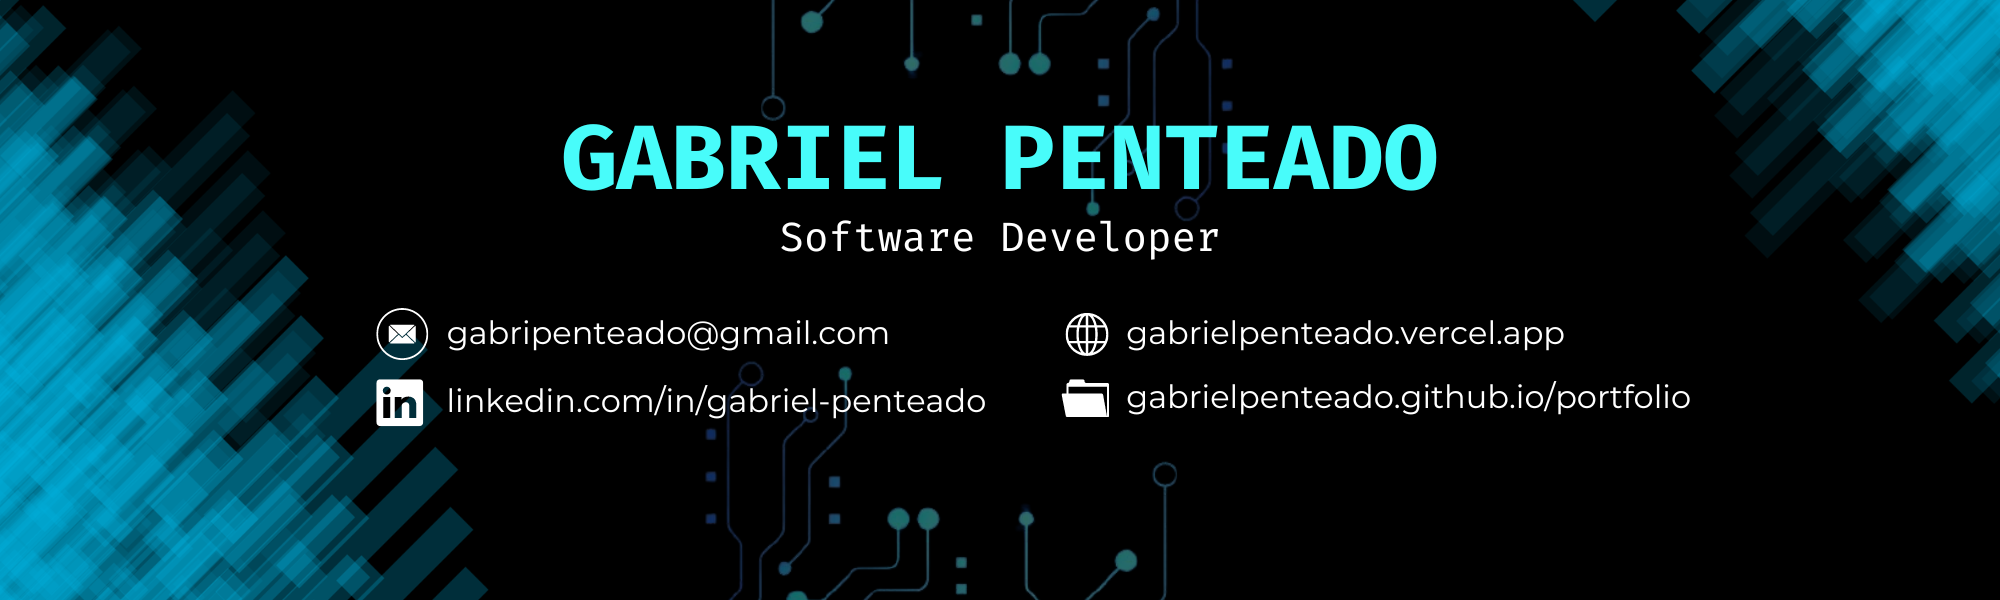 GABRIEL PENTEADO
Software Developer
gabripenteado@gmail.com
linkedin.com/in/gabriel-penteado
gabrielpenteado.vercel.app
gabrielpenteado.github.io/portfolio